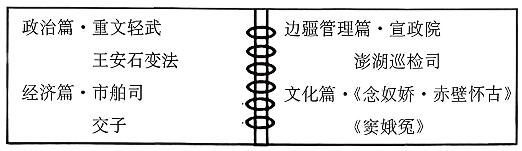 政治篇·重文轻武
王安石变法
经济篇·市舶司
交子
边疆管理篇·宣政院
澎湖巡检司
文化篇·《念奴娇·赤壁怀古》
《窦娥冤》